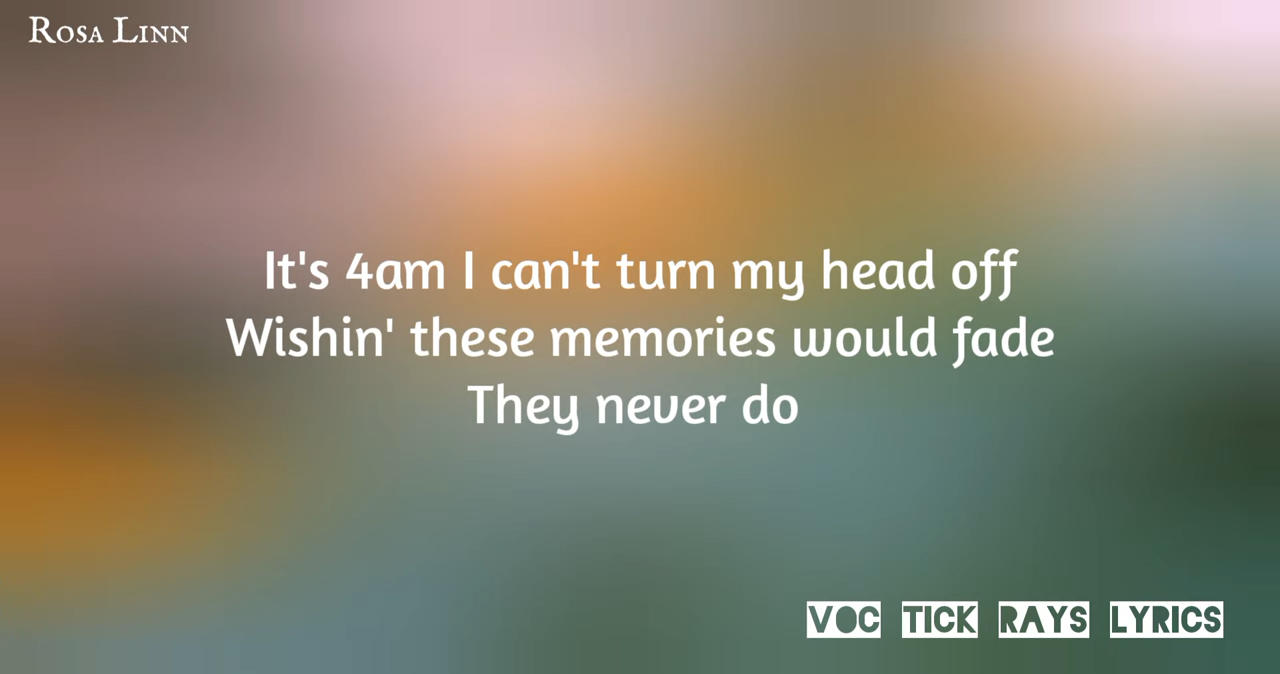 Rosa Linn
It's 4am I can't turn my head off
Wishin' these memories would fade
They never do
VOC TICK RAYS LYRICS